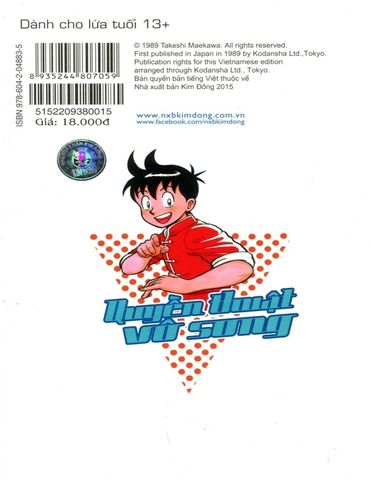 Dành cho lứa tuổi 13+
ISBN 978-604-2-04883-5
8 935244 807059
5152209380015
Giá: 18.000đ
© 1989 Takeshi Maekawa. All rights reserved.
First published in Japan in 1989 by Kodansha Ltd.,Tokyo.
Publication rights for this Vietnamese edition
arranged through Kodansha Ltd., Tokyo.
Bản quyền bản tiếng Việt thuộc về
Nhà xuất bản Kim Đồng 2015
www.nxbkimdong.com.vn
www.facebook.com/nxbkimdong
KIM ĐỒNG
Quyền thuật
vô song